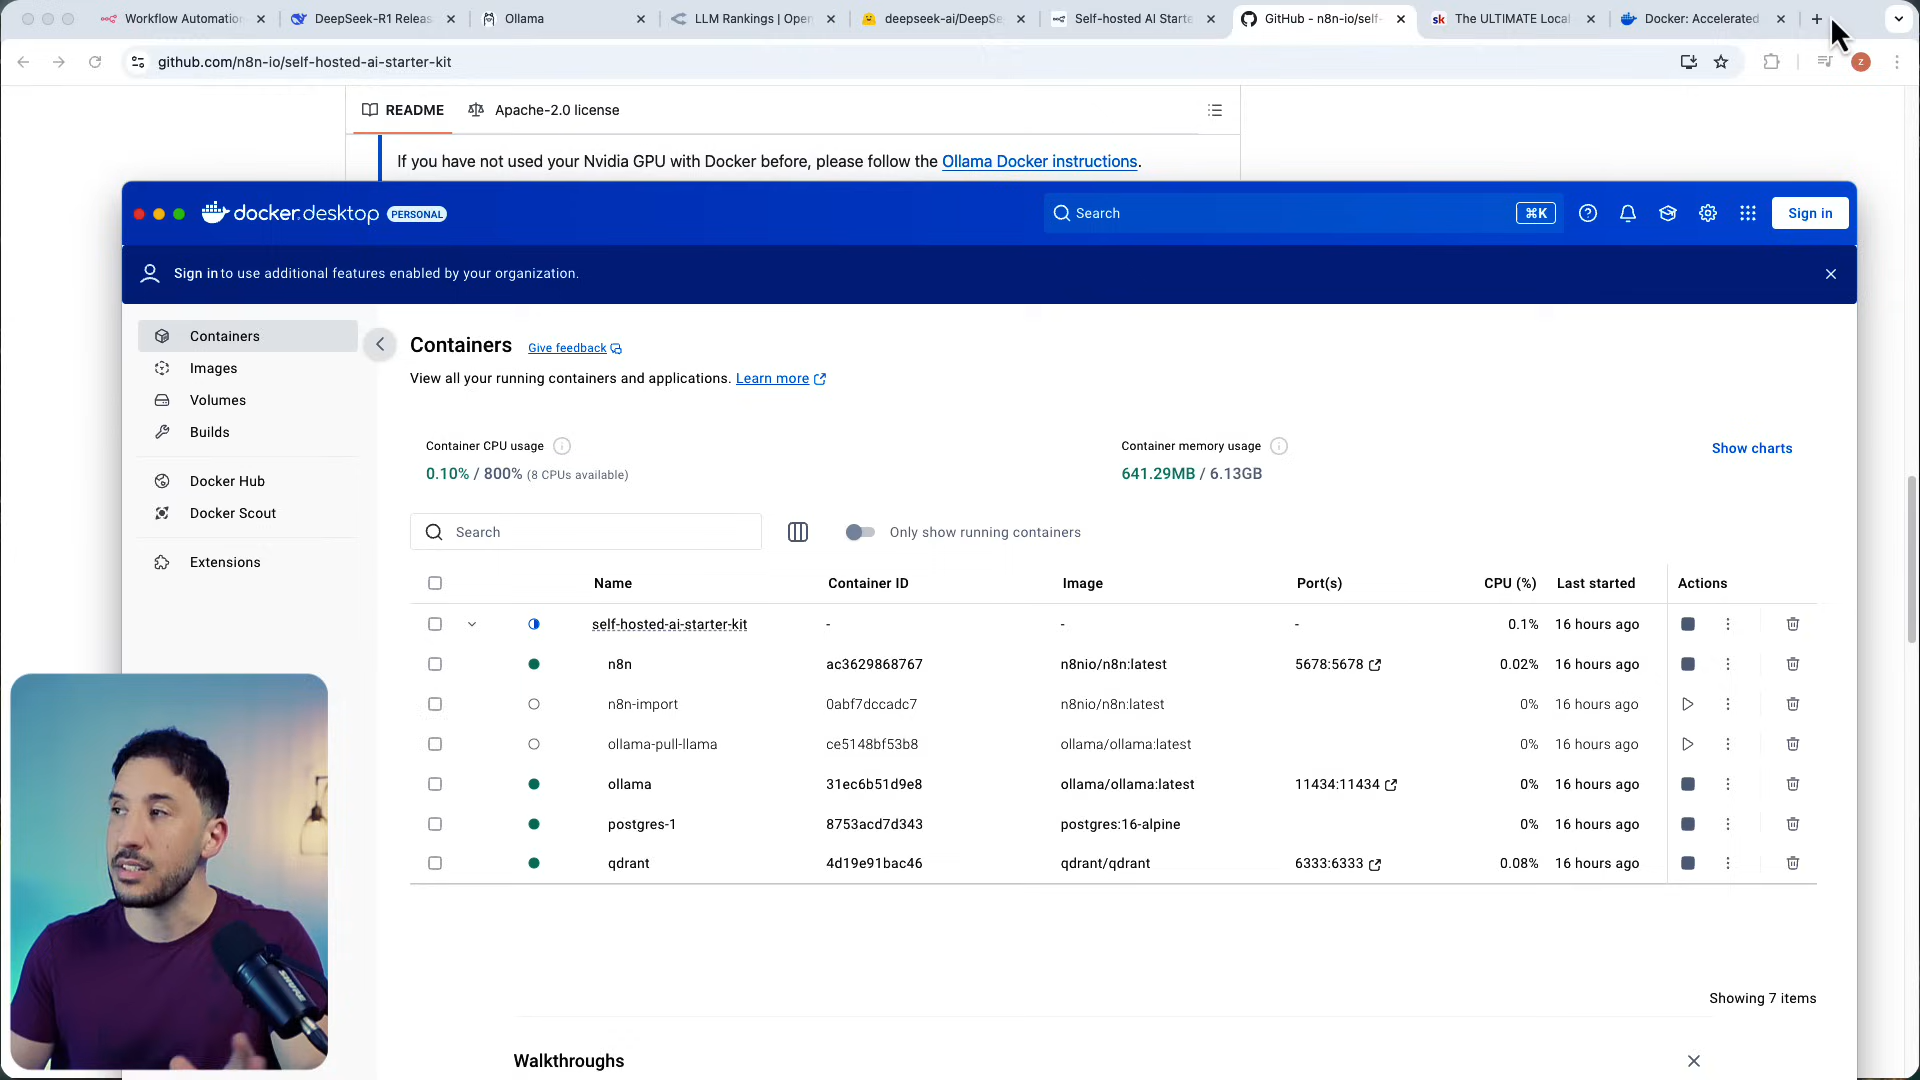 Workflow Automation
DeepSeek-R1 Releas
Ollama
LLM Rankings | Open
deepseek-ai/DeepSe
Self-hosted AI Starte
GitHub - n8n-io/self-
The ULTIMATE Local
Docker: Accelerated
github.com/n8n-io/self-hosted-ai-starter-kit
Z
README
Apache-2.0 license
If you have not used your Nvidia GPU with Docker before, please follow the Ollama Docker instructions.
docker.desktop PERSONAL
Search
⌘K
Sign in
Sign in to use additional features enabled by your organization.
Containers
Images
Volumes
Builds
Docker Hub
Docker Scout
Extensions
Containers Give feedback
View all your running containers and applications. Learn more
Container CPU usage
0.10% / 800% (8 CPUs available)
Container memory usage
641.29MB / 6.13GB
Show charts
Search
Only show running containers
Name Container ID Image Port(s) CPU (%) Last started Actions
self-hosted-ai-starter-kit - - - 0.1% 16 hours ago
n8n ac3629868767 n8nio/n8n:latest 5678:5678 0.02% 16 hours ago
n8n-import 0abf7dccadc7 n8nio/n8n:latest 0% 16 hours ago
ollama-pull-llama ce5148bf53b8 ollama/ollama:latest 0% 16 hours ago
ollama 31ec6b51d9e8 ollama/ollama:latest 11434:11434 0% 16 hours ago
postgres-1 8753acd7d343 postgres:16-alpine 0% 16 hours ago
qdrant 4d19e91bac46 qdrant/qdrant 6333:6333 0.08% 16 hours ago
Showing 7 items
Walkthroughs
SHURE